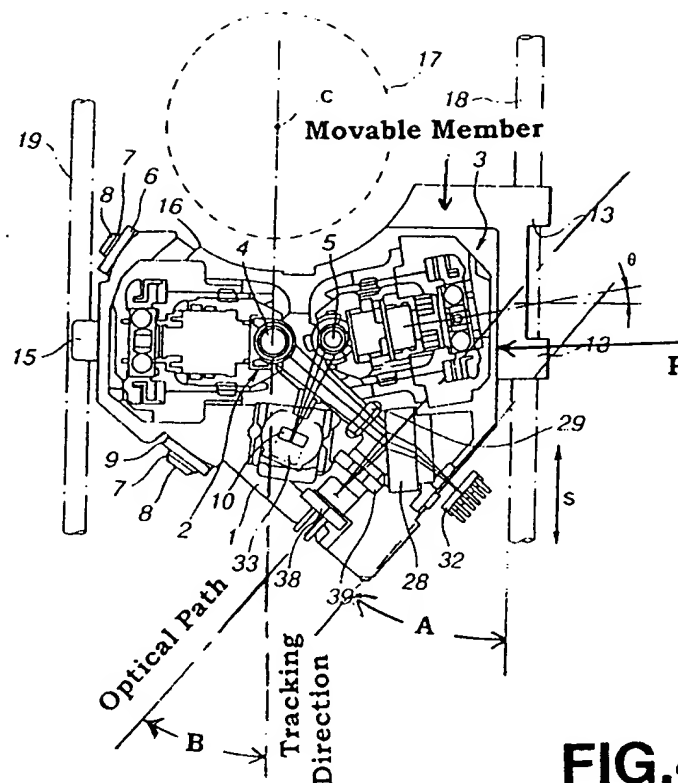 17
18
C
Movable Member
19
7
6
8
16
4
5
3
13
θ
15
13
F
29
S
9
7
8
10
2
1
33
38
39
28
32
A
Optical Path
Tracking
Direction
B
FIG.